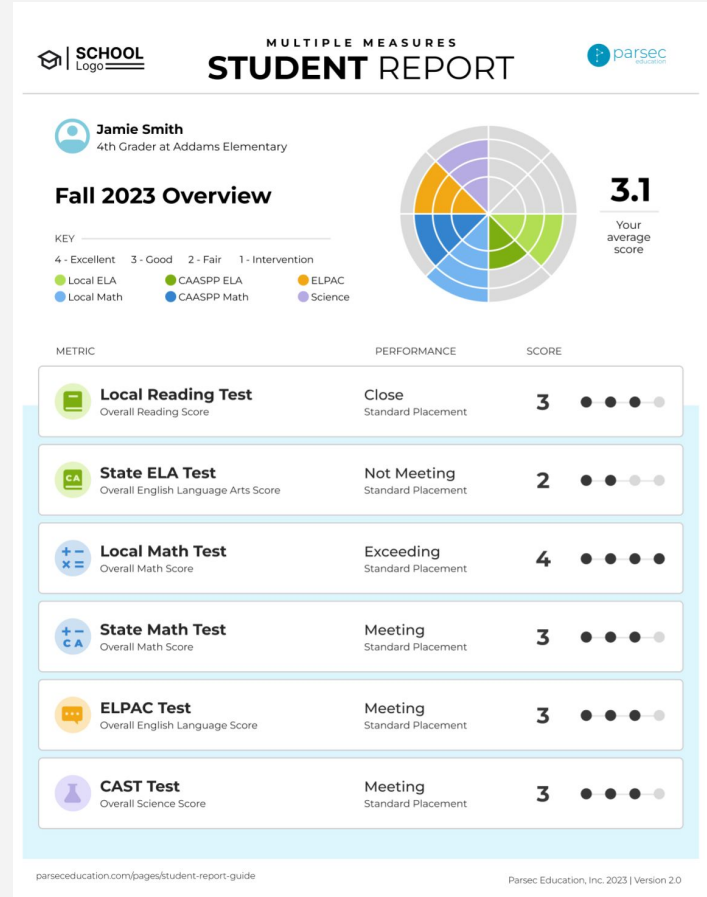 SCHOOL
Logo
MULTIPLE MEASURES
STUDENT REPORT
parsec
education
Jamie Smith
4th Grader at Addams Elementary
Fall 2023 Overview
3.1
Your
average
score
KEY
4 - Excellent 3 - Good 2 - Fair 1 - Intervention
Local ELA CAASPP ELA ELPAC
Local Math CAASPP Math Science
METRIC PERFORMANCE SCORE
Local Reading Test Close 3
Overall Reading Score Standard Placement
CA State ELA Test Not Meeting 2
Overall English Language Arts Score Standard Placement
+ −
× =
Local Math Test Exceeding 4
Overall Math Score Standard Placement
+ −
CA
State Math Test Meeting 3
Overall Math Score Standard Placement
ELPAC Test Meeting 3
Overall English Language Score Standard Placement
CAST Test Meeting 3
Overall Science Score Standard Placement
parseceducation.com/pages/student-report-guide
Parsec Education, Inc. 2023 | Version 2.0